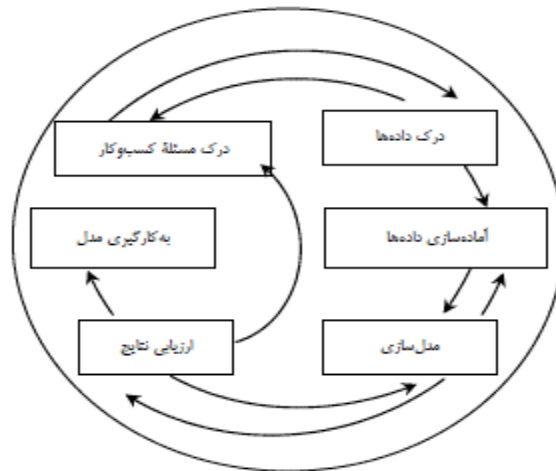 درک داده‌ها
درک مسئلهٔ کسب‌وکار
آماده‌سازی داده‌ها
به‌کارگیری مدل
مدل‌سازی
ارزیابی نتایج